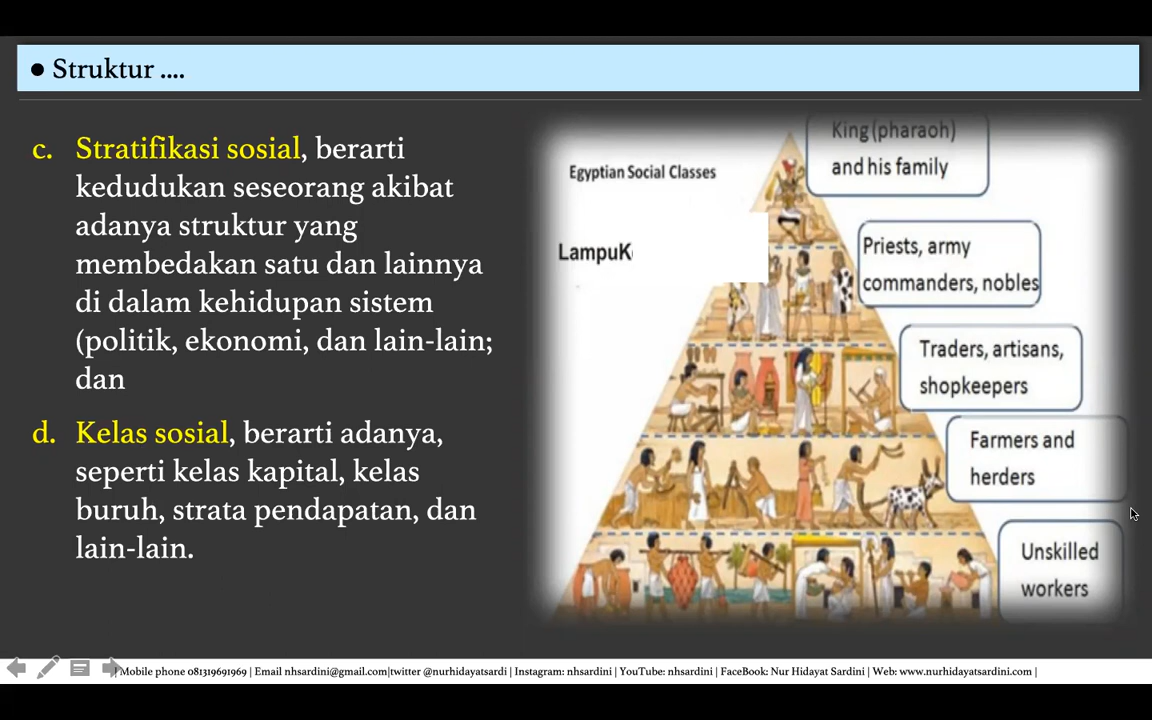 ● Struktur ....
c. Stratifikasi sosial, berarti
kedudukan seseorang akibat
adanya struktur yang
membedakan satu dan lainnya
di dalam kehidupan sistem
(politik, ekonomi, dan lain-lain;
dan
d. Kelas sosial, berarti adanya,
seperti kelas kapital, kelas
buruh, strata pendapatan, dan
lain-lain.
Egyptian Social Classes
LampuK
King (pharaoh)
and his family
Priests, army
commanders, nobles
Traders, artisans,
shopkeepers
Farmers and
herders
Unskilled
workers
| Mobile phone 081319691969 | Email nhsardini@gmail.com|twitter @nurhidayatsardi | Instagram: nhsardini | YouTube: nhsardini | FaceBook: Nur Hidayat Sardini | Web: www.nurhidayatsardini.com |